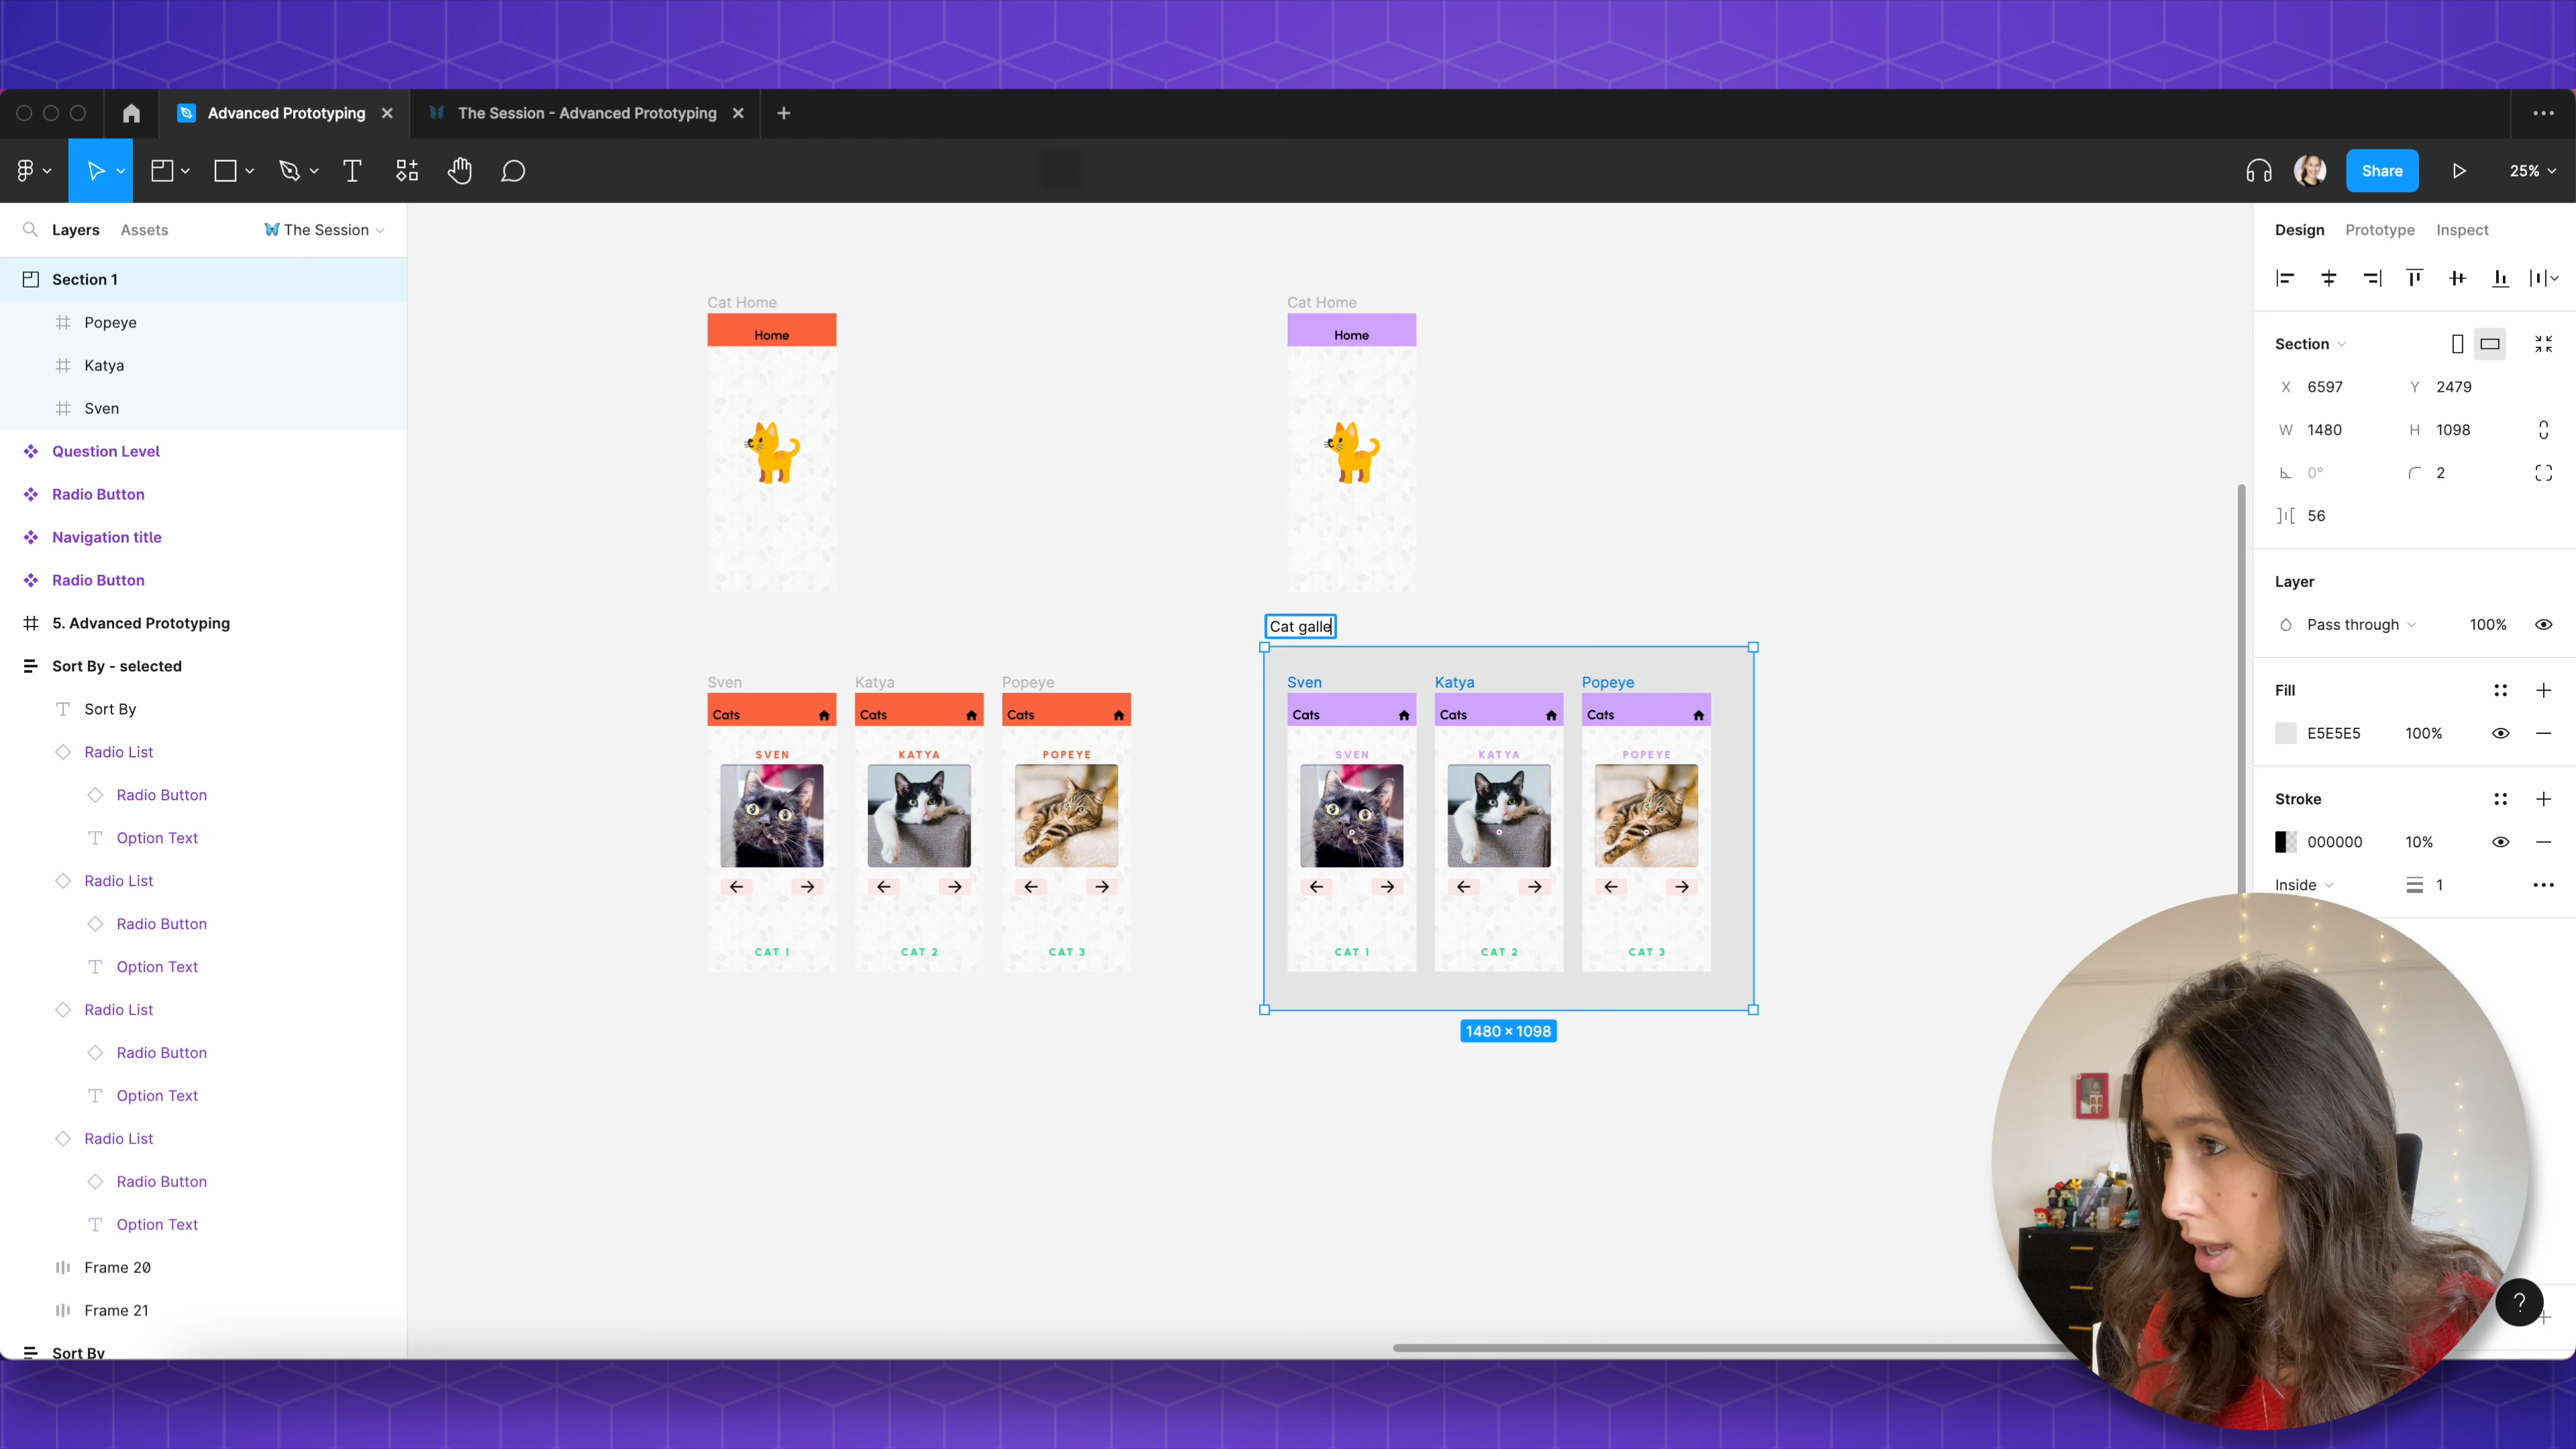 Advanced Prototyping
The Session - Advanced Prototyping
Share
25%
Layers
Assets
The Session
Section 1
Popeye
Katya
Sven
Question Level
Radio Button
Navigation title
Radio Button
5. Advanced Prototyping
Sort By - selected
Sort By
Radio List
Radio Button
Option Text
Radio List
Radio Button
Option Text
Radio List
Radio Button
Option Text
Radio List
Radio Button
Option Text
Frame 20
Frame 21
Sort By
Cat Home
Home
Cat Home
Home
Sven
Katya
Popeye
Cats
Cats
Cats
SVEN
KATYA
POPEYE
CAT 1
CAT 2
CAT 3
Cat galle
Sven
Katya
Popeye
Cats
Cats
Cats
SVEN
KATYA
POPEYE
CAT 1
CAT 2
CAT 3
1480 × 1098
Design
Prototype
Inspect
Section
X 6597
Y 2479
W 1480
H 1098
0°
2
56
Layer
Pass through
100%
Fill
E5E5E5
100%
Stroke
000000
10%
Inside
1
?